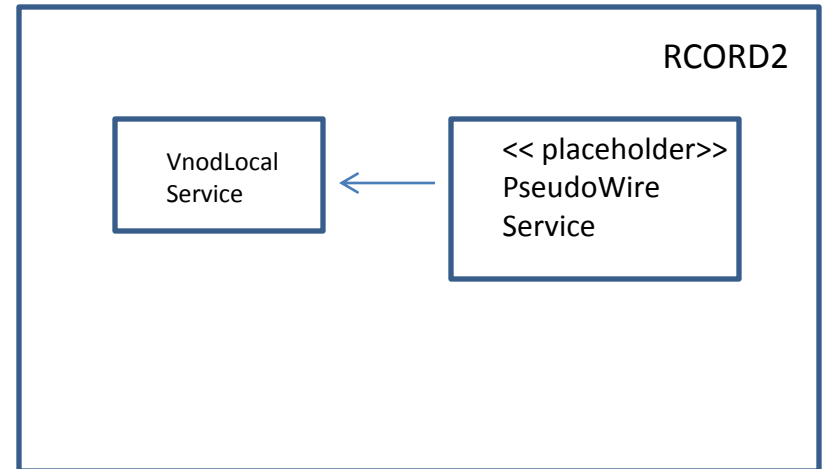 RCORD2
VnodLocal
Service
<< placeholder>>
PseudoWire
Service